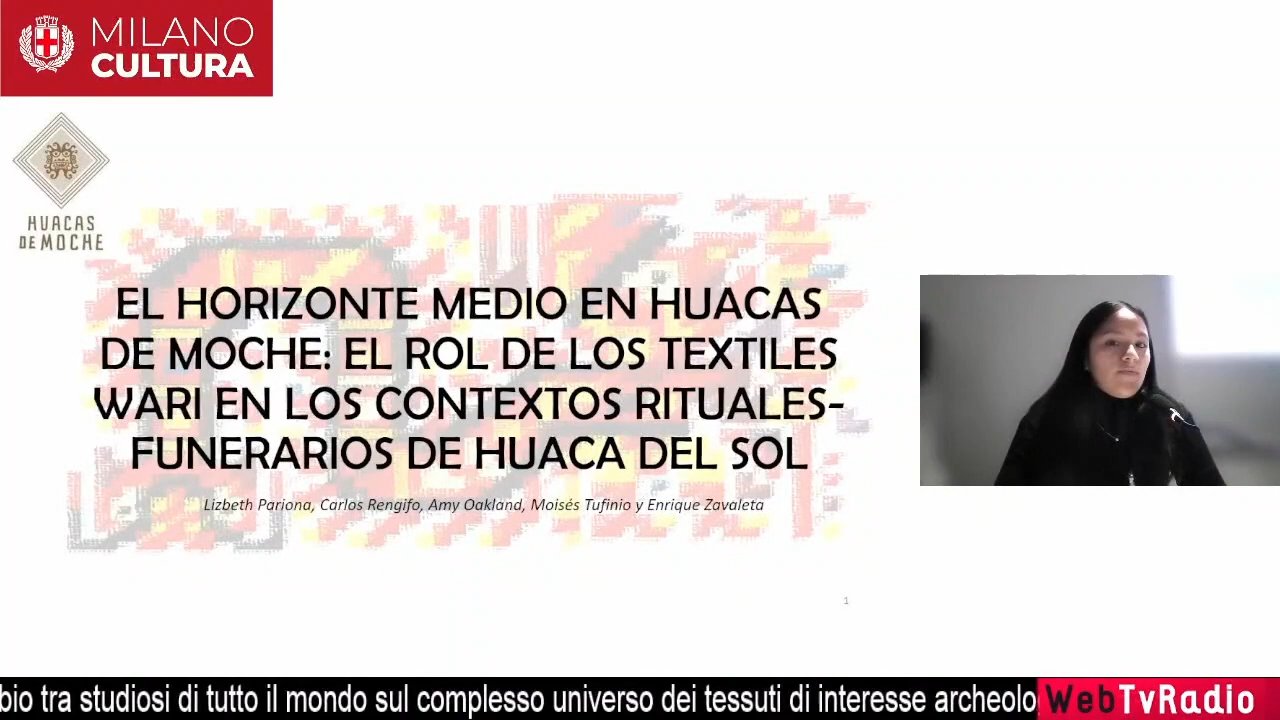 MILANO
CULTURA
HUACAS
DE MOCHE
EL HORIZONTE MEDIO EN HUACAS
DE MOCHE: EL ROL DE LOS TEXTILES
WARI EN LOS CONTEXTOS RITUALES-
FUNERARIOS DE HUACA DEL SOL
Lizbeth Pariona, Carlos Rengifo, Amy Oakland, Moisés Tufinio y Enrique Zavaleta
1
bio tra studiosi di tutto il mondo sul complesso universo dei tessuti di interesse archeolo
WebTvRadio